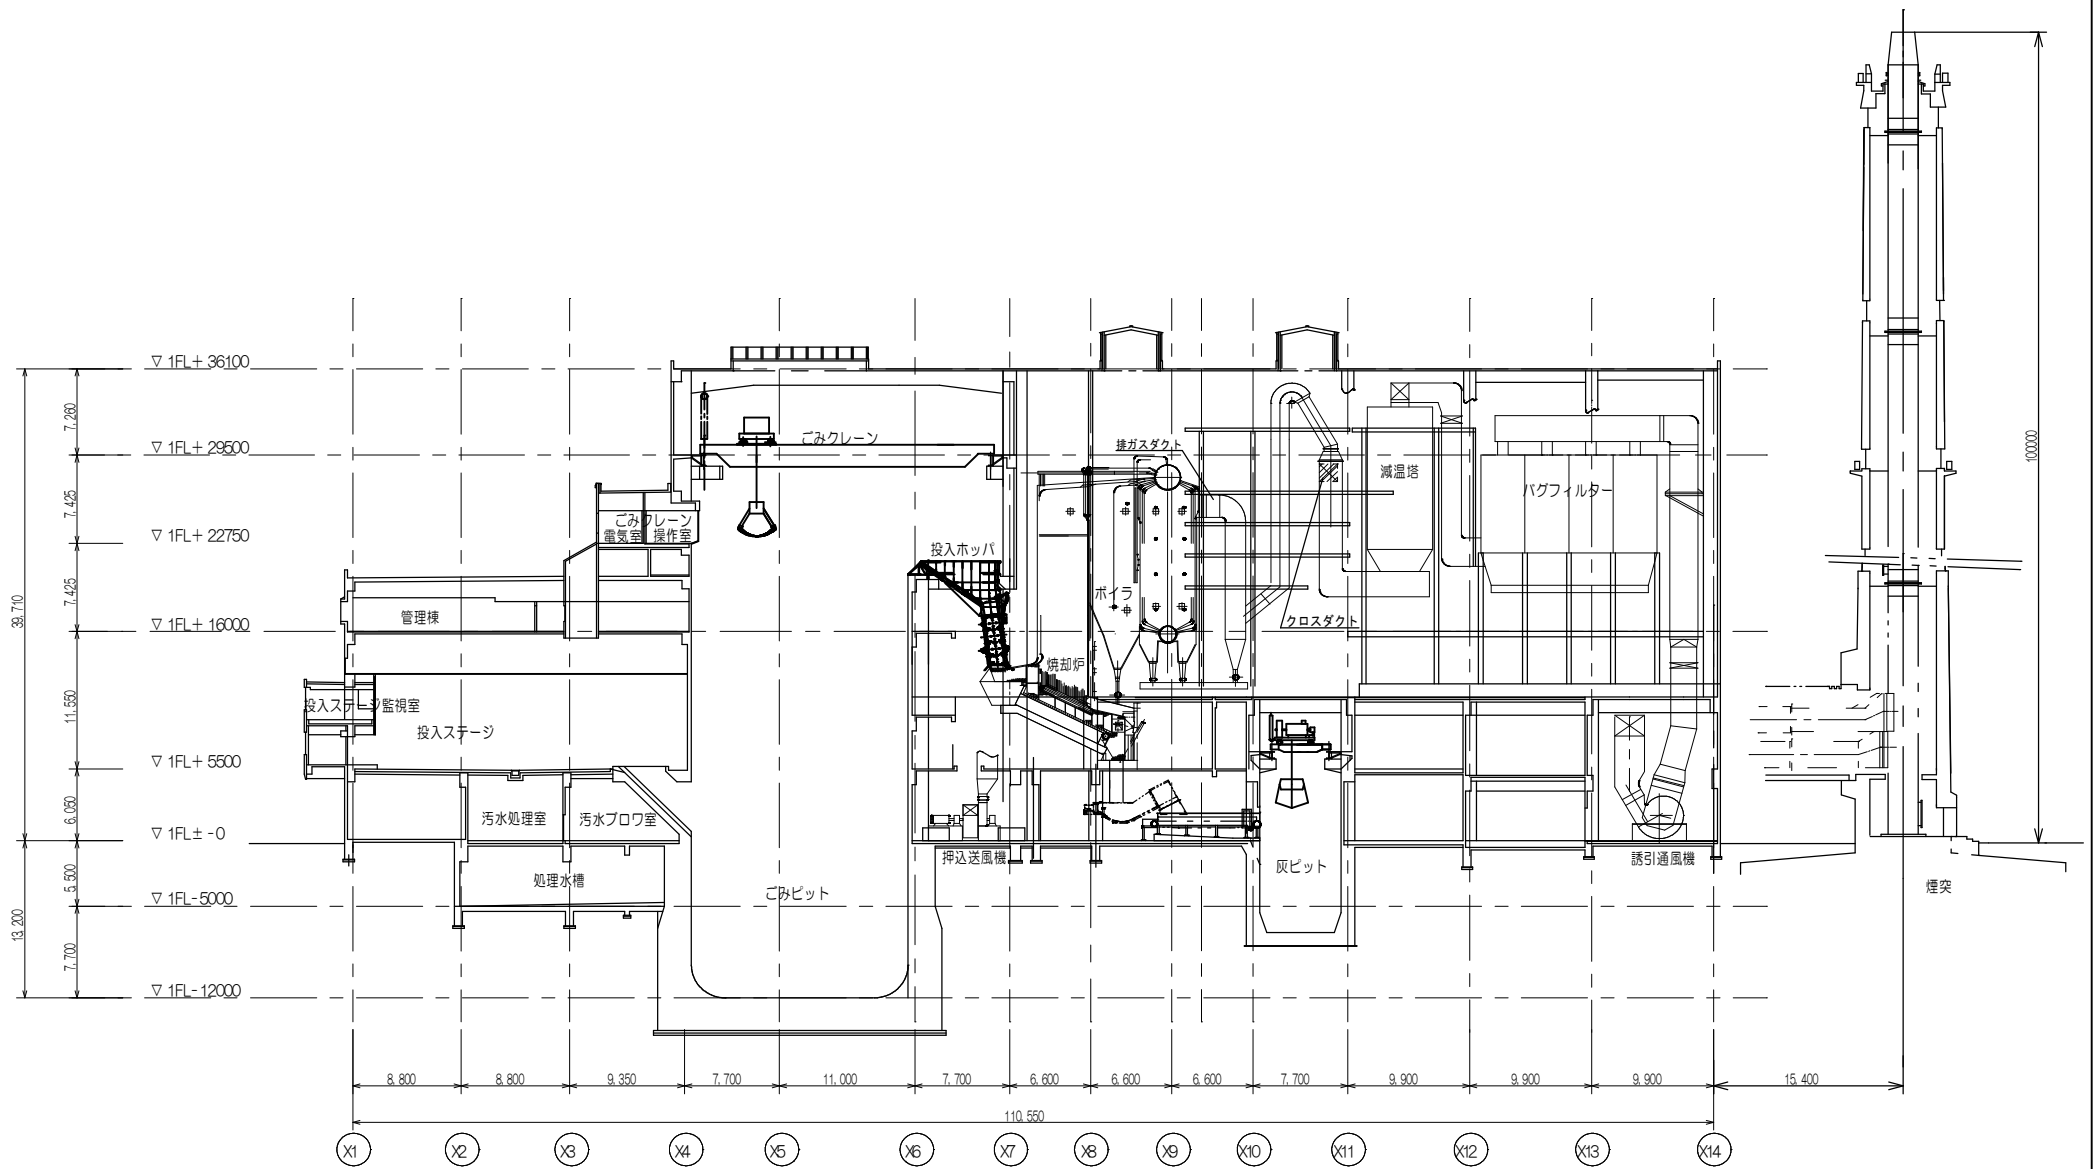 100000
▽ 1FL+36100
7,260
ごみクレーン
▽ 1FL+29500
排ガスダクト
減温塔
バグフィルター
7,425
ごみクレーン
電気室 操作室
▽ 1FL+22750
投入ホッパ
7,425
39,710
ボイラ
管理棟
▽ 1FL+16000
クロスダクト
焼却炉
11,550
投入ステージ監視室
投入ステージ
▽ 1FL+5500
6,050
汚水処理室
汚水ブロワ室
▽ 1FL±-0
押込送風機
灰ピット
誘引通風機
5,500
処理水槽
ごみピット
煙突
▽ 1FL-5000
13,200
7,700
▽ 1FL-12000
8,800 8,800 9,350 7,700 11,000 7,700 6,600 6,600 6,600 7,700 9,900 9,900 9,900 15,400
110,550
X1 X2 X3 X4 X5 X6 X7 X8 X9 X10 X11 X12 X13 X14